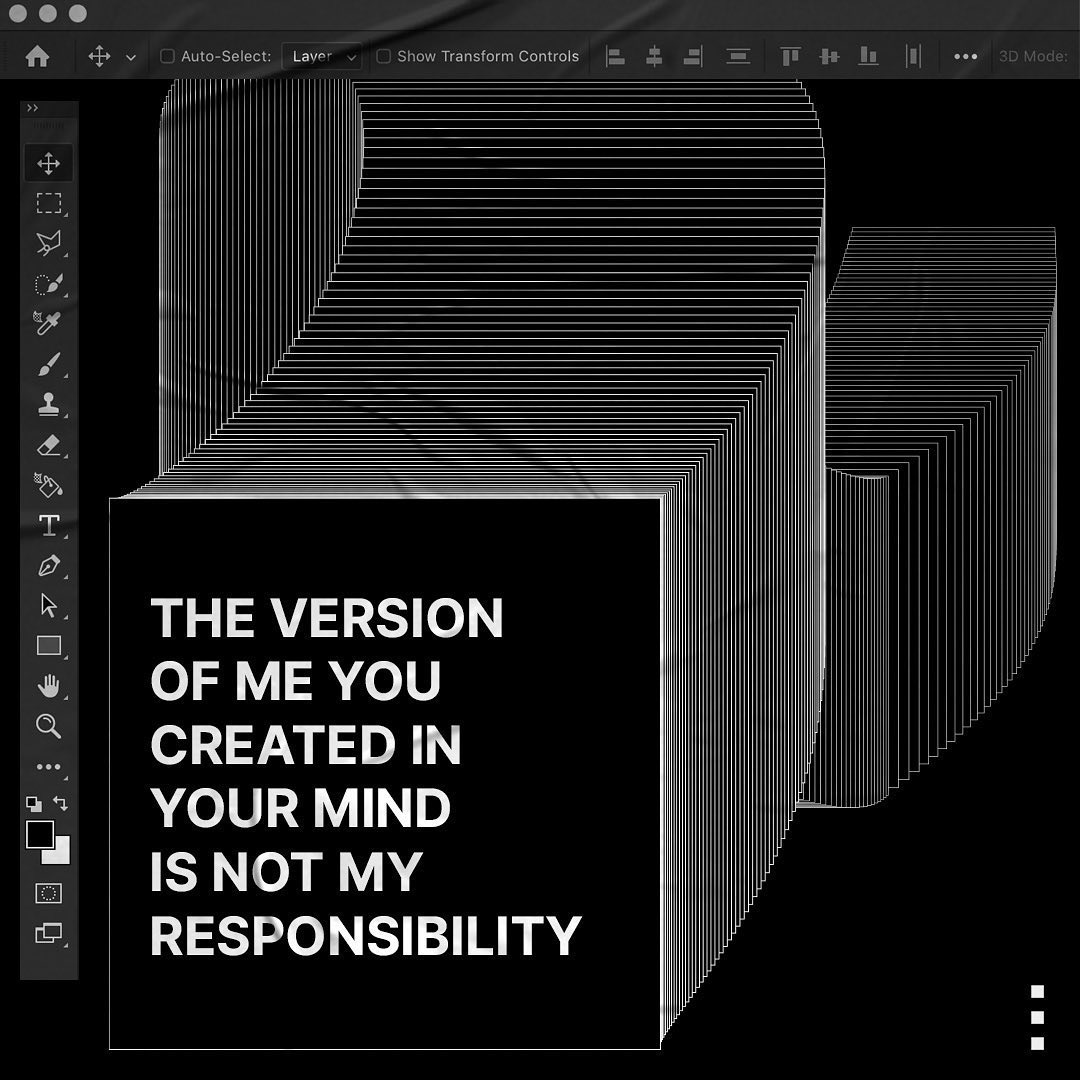 Auto-Select: Layer Show Transform Controls 3D Mode:
THE VERSION
OF ME YOU
CREATED IN
YOUR MIND
IS NOT MY
RESPONSIBILITY